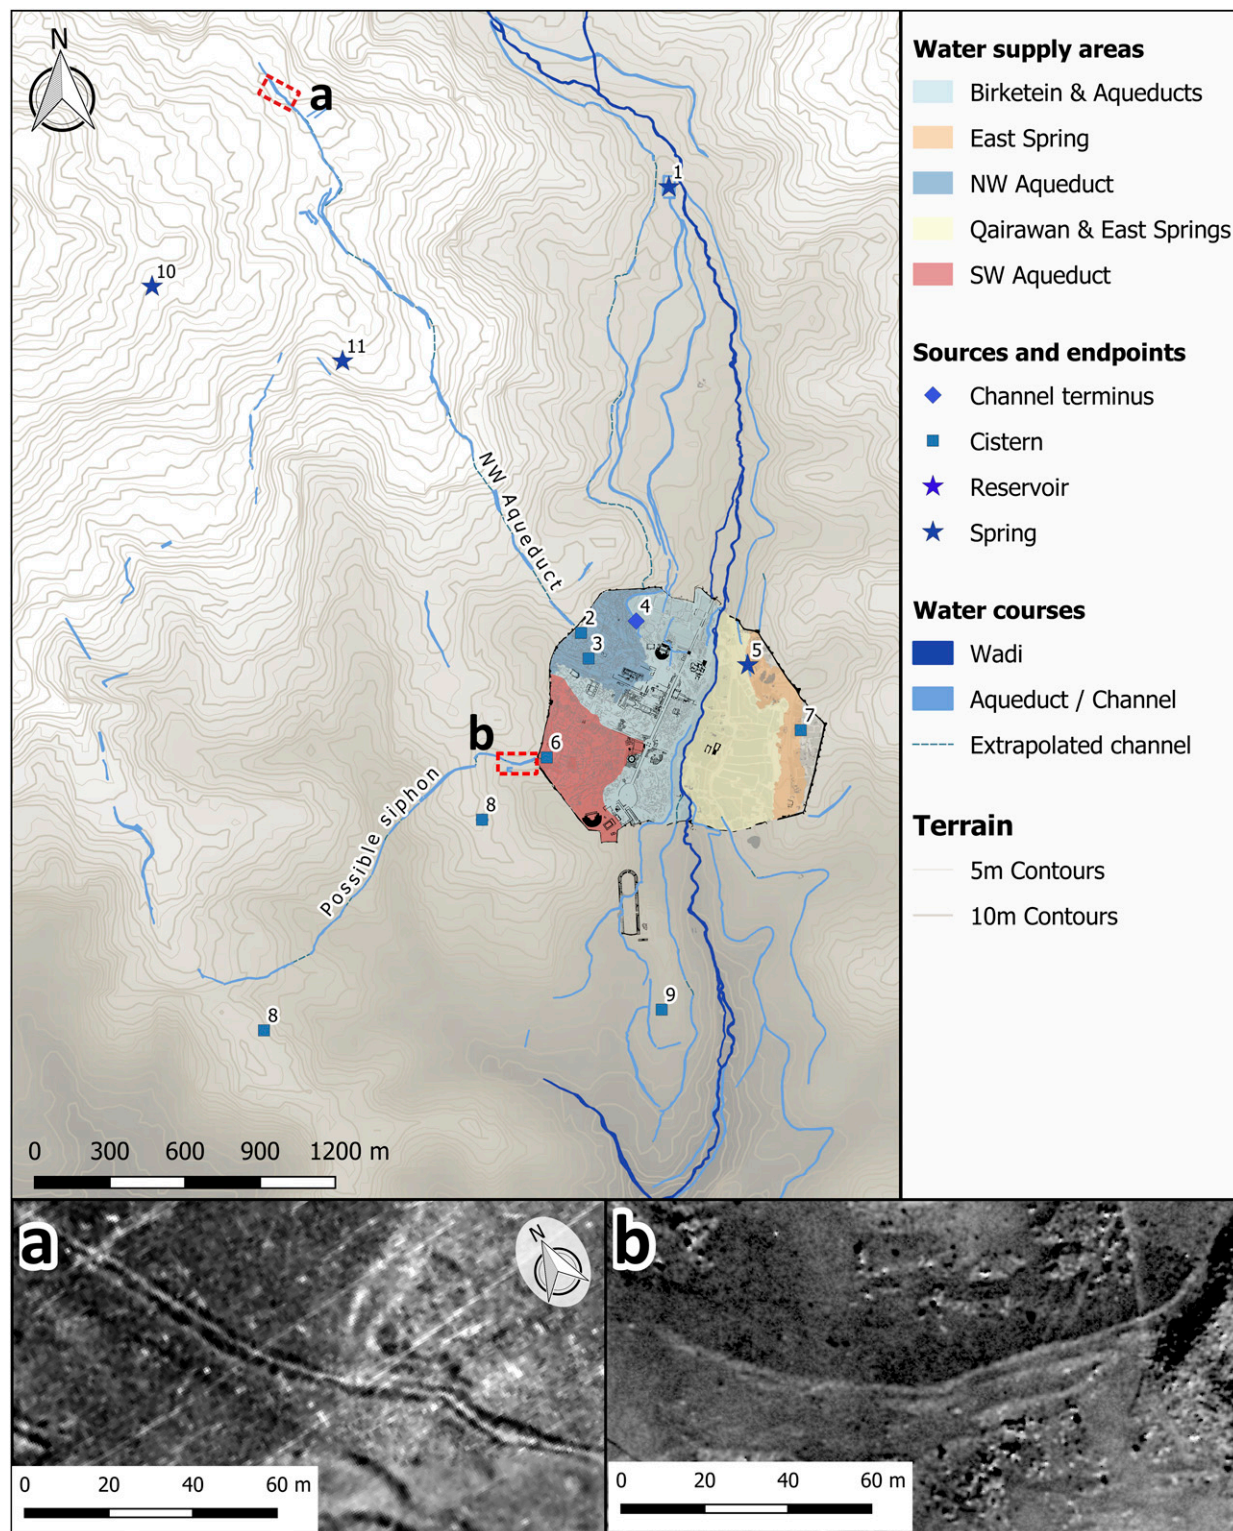 N
a
1
10
11
NW Aqueduct
2
3
4
5
6
7
b
8
Possible siphon
8
9
0 300 600 900 1200 m
Water supply areas
Birketein & Aqueducts
East Spring
NW Aqueduct
Qairawan & East Springs
SW Aqueduct
Sources and endpoints
Channel terminus
Cistern
Reservoir
Spring
Water courses
Wadi
Aqueduct / Channel
Extrapolated channel
Terrain
5m Contours
10m Contours
a
N
0 20 40 60 m
b
0 20 40 60 m